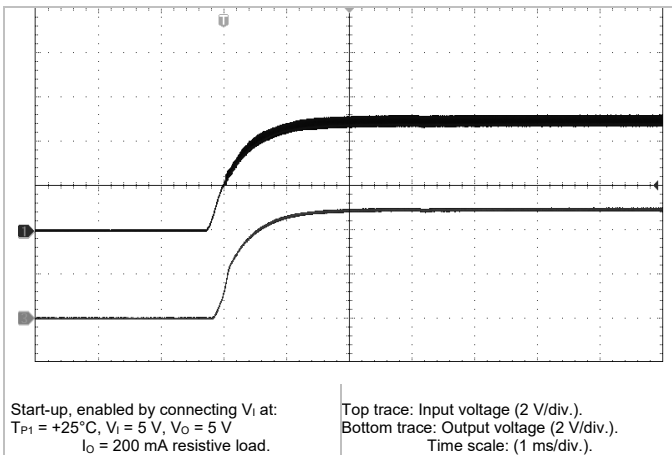 T
1
Start-up, enabled by connecting VI at:
TP1 = +25°C, VI = 5 V, VO = 5 V
IO = 200 mA resistive load.
Top trace: Input voltage (2 V/div.).
Bottom trace: Output voltage (2 V/div.).
Time scale: (1 ms/div.).